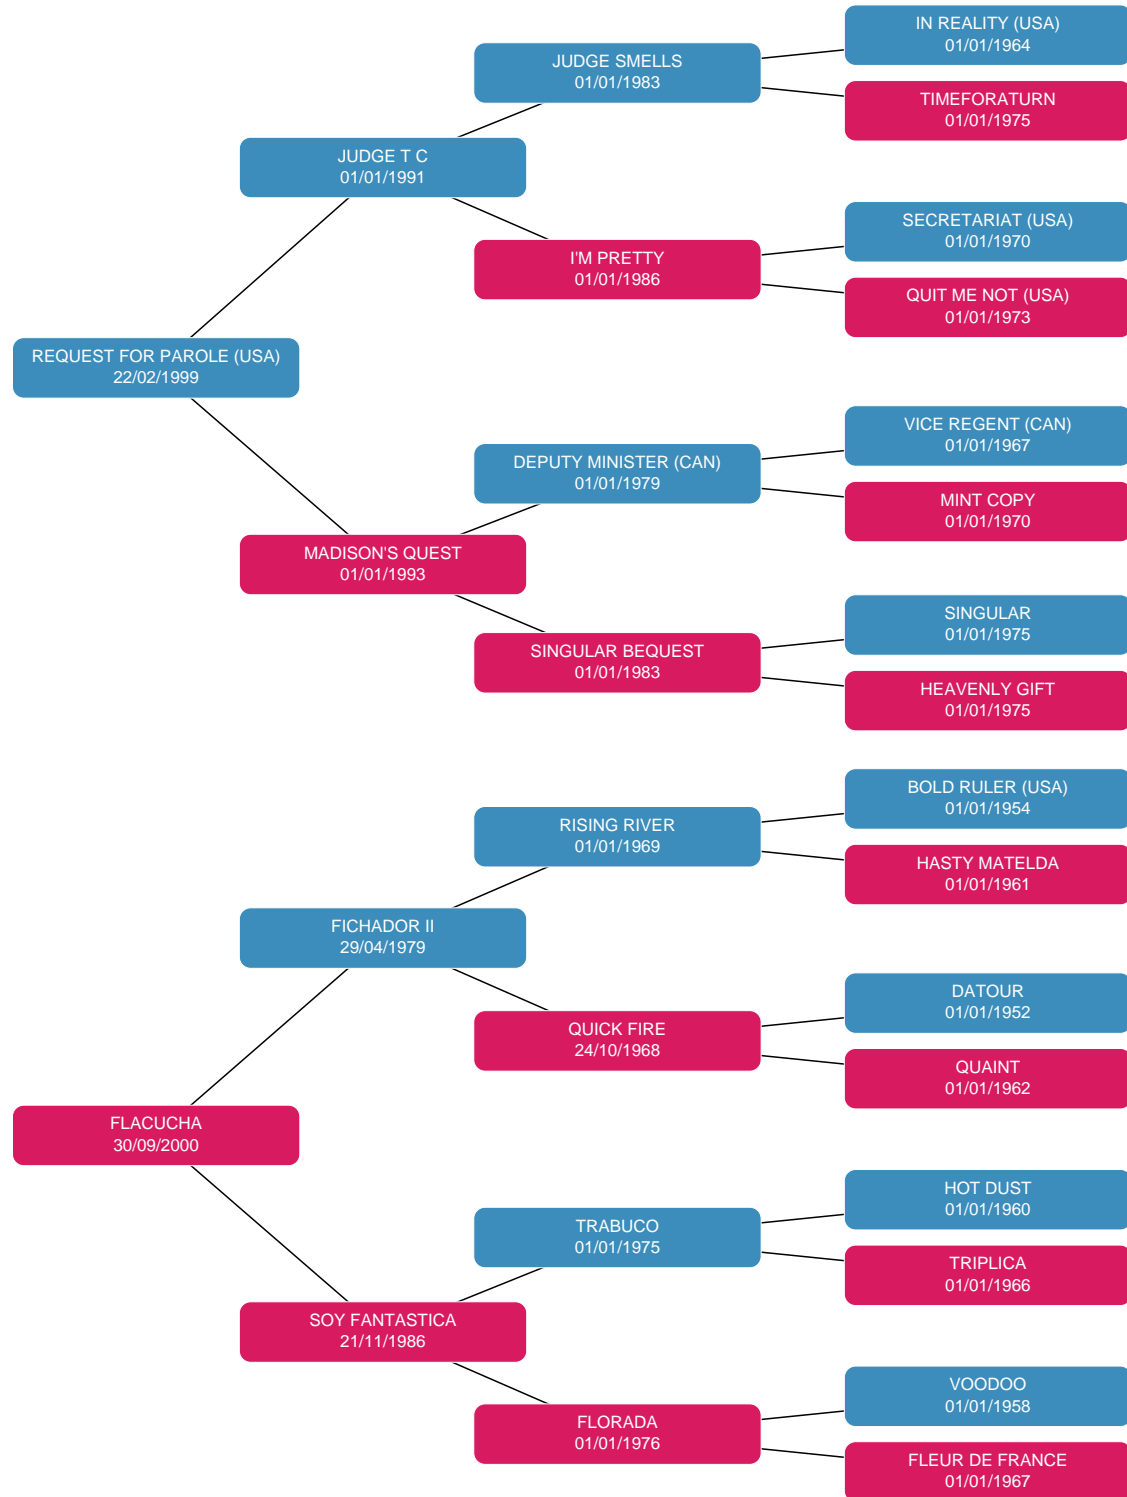 IN REALITY (USA)
01/01/1964
JUDGE SMELLS
01/01/1983
TIMEFORATURN
01/01/1975
JUDGE T C
01/01/1991
SECRETARIAT (USA)
01/01/1970
I'M PRETTY
01/01/1986
QUIT ME NOT (USA)
01/01/1973
REQUEST FOR PAROLE (USA)
22/02/1999
VICE REGENT (CAN)
01/01/1967
DEPUTY MINISTER (CAN)
01/01/1979
MINT COPY
01/01/1970
MADISON'S QUEST
01/01/1993
SINGULAR
01/01/1975
SINGULAR BEQUEST
01/01/1983
HEAVENLY GIFT
01/01/1975
BOLD RULER (USA)
01/01/1954
RISING RIVER
01/01/1969
HASTY MATELDA
01/01/1961
FICHADOR II
29/04/1979
DATOUR
01/01/1952
QUICK FIRE
24/10/1968
QUAINT
01/01/1962
FLACUCHA
30/09/2000
HOT DUST
01/01/1960
TRABUCO
01/01/1975
TRIPLICA
01/01/1966
SOY FANTASTICA
21/11/1986
VOODOO
01/01/1958
FLORADA
01/01/1976
FLEUR DE FRANCE
01/01/1967